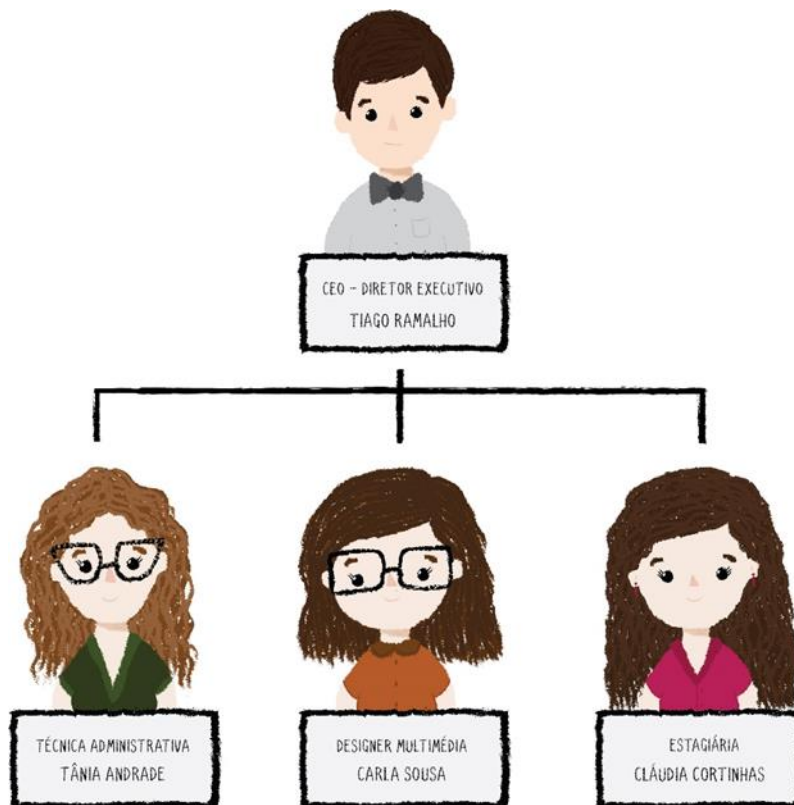 CEO - DIRETOR EXECUTIVO
TIAGO RAMALHO
TÉCNICA ADMINISTRATIVA
TÂNIA ANDRADE
DESIGNER MULTIMÉDIA
CARLA SOUSA
ESTAGIÁRIA
CLÁUDIA CORTINHAS